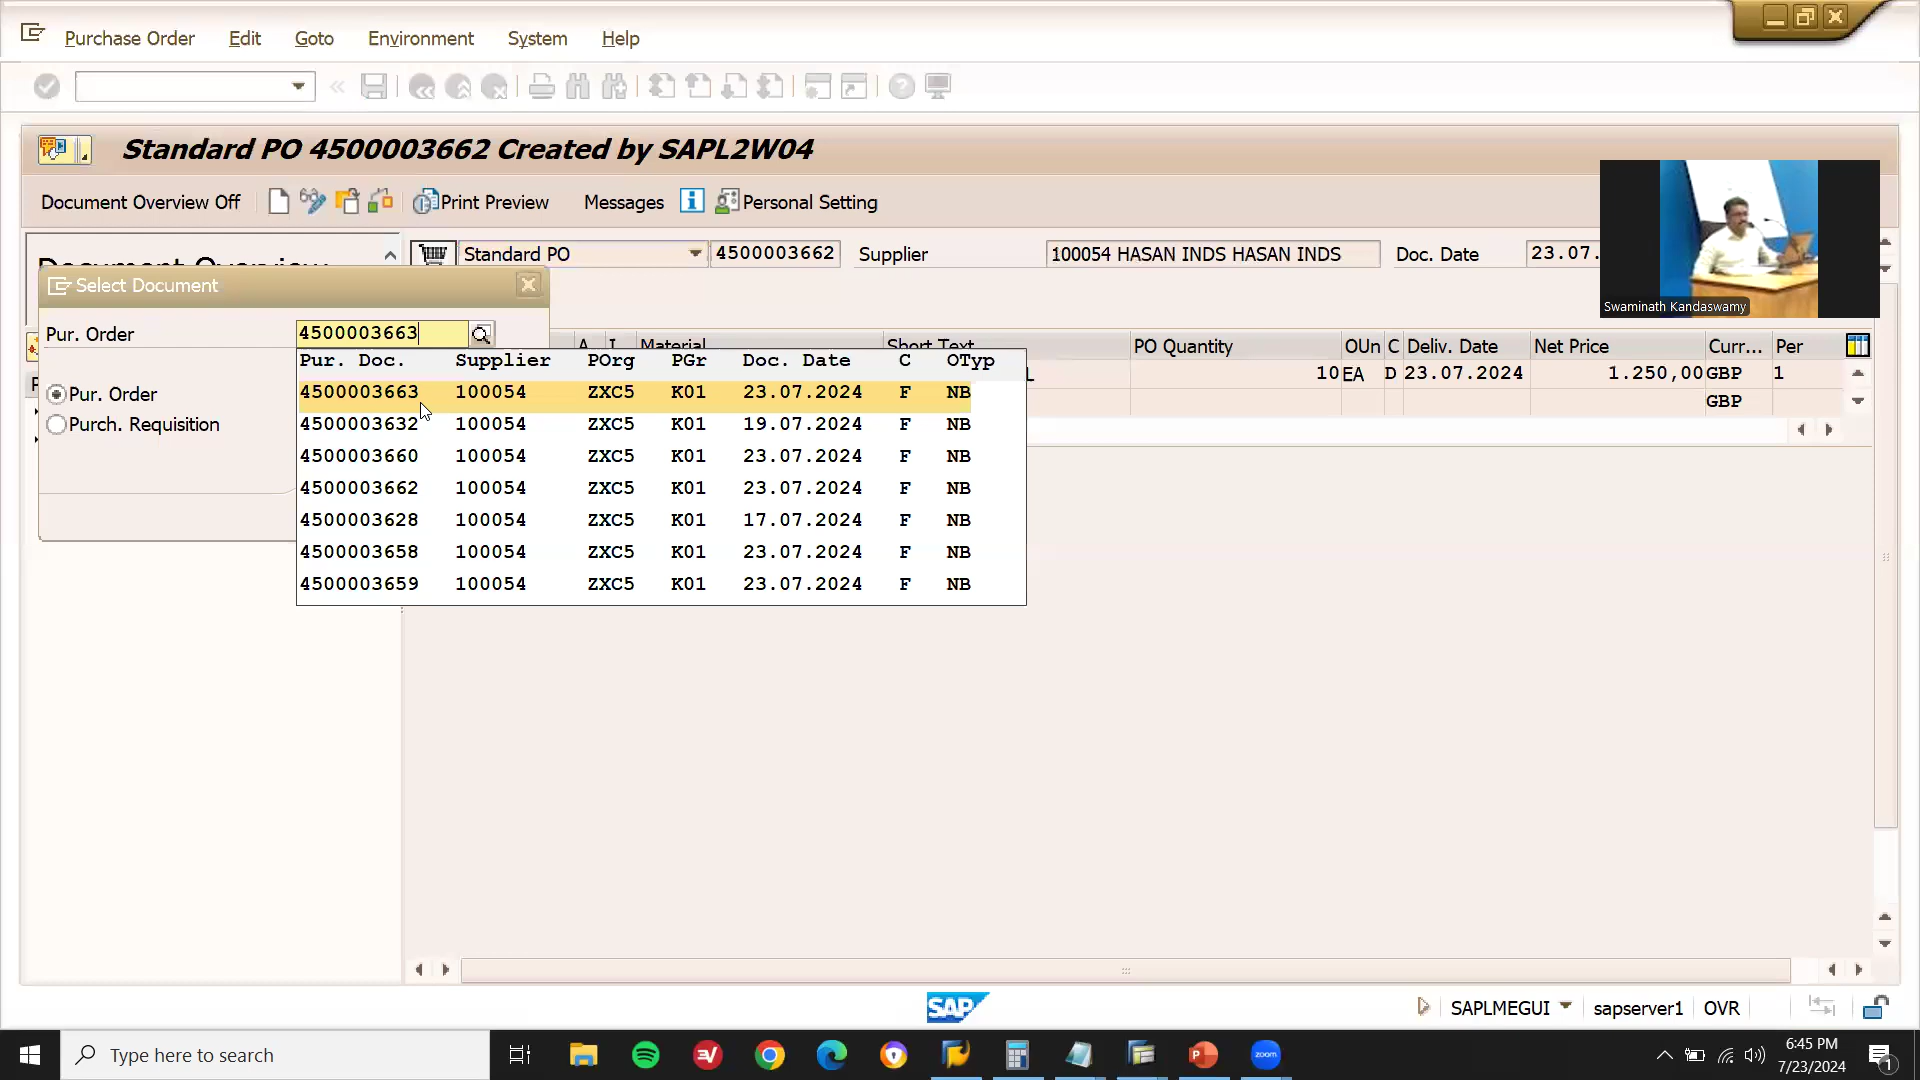 Purchase Order Edit Goto Environment System Help
Standard PO 4500003662 Created by SAPL2W04
Document Overview Off Print Preview Messages Personal Setting
Standard PO 4500003662 Supplier 100054 HASAN INDS HASAN INDS Doc. Date 23.07.
Swaminath Kandaswamy
Select Document
Pur. Order 4500003663
Material Short Text PO Quantity OUn C Deliv. Date Net Price Curr... Per
10 EA D 23.07.2024 1.250,00 GBP 1
GBP
Pur. Doc. Supplier POrg PGr Doc. Date C OTyp
4500003663 100054 ZXC5 K01 23.07.2024 F NB
4500003632 100054 ZXC5 K01 19.07.2024 F NB
4500003660 100054 ZXC5 K01 23.07.2024 F NB
4500003662 100054 ZXC5 K01 23.07.2024 F NB
4500003628 100054 ZXC5 K01 17.07.2024 F NB
4500003658 100054 ZXC5 K01 23.07.2024 F NB
4500003659 100054 ZXC5 K01 23.07.2024 F NB
Pur. Order
Purch. Requisition
SAP
SAPLMEGUI sapserver1 OVR
Type here to search
zoom
6:45 PM
7/23/2024
1